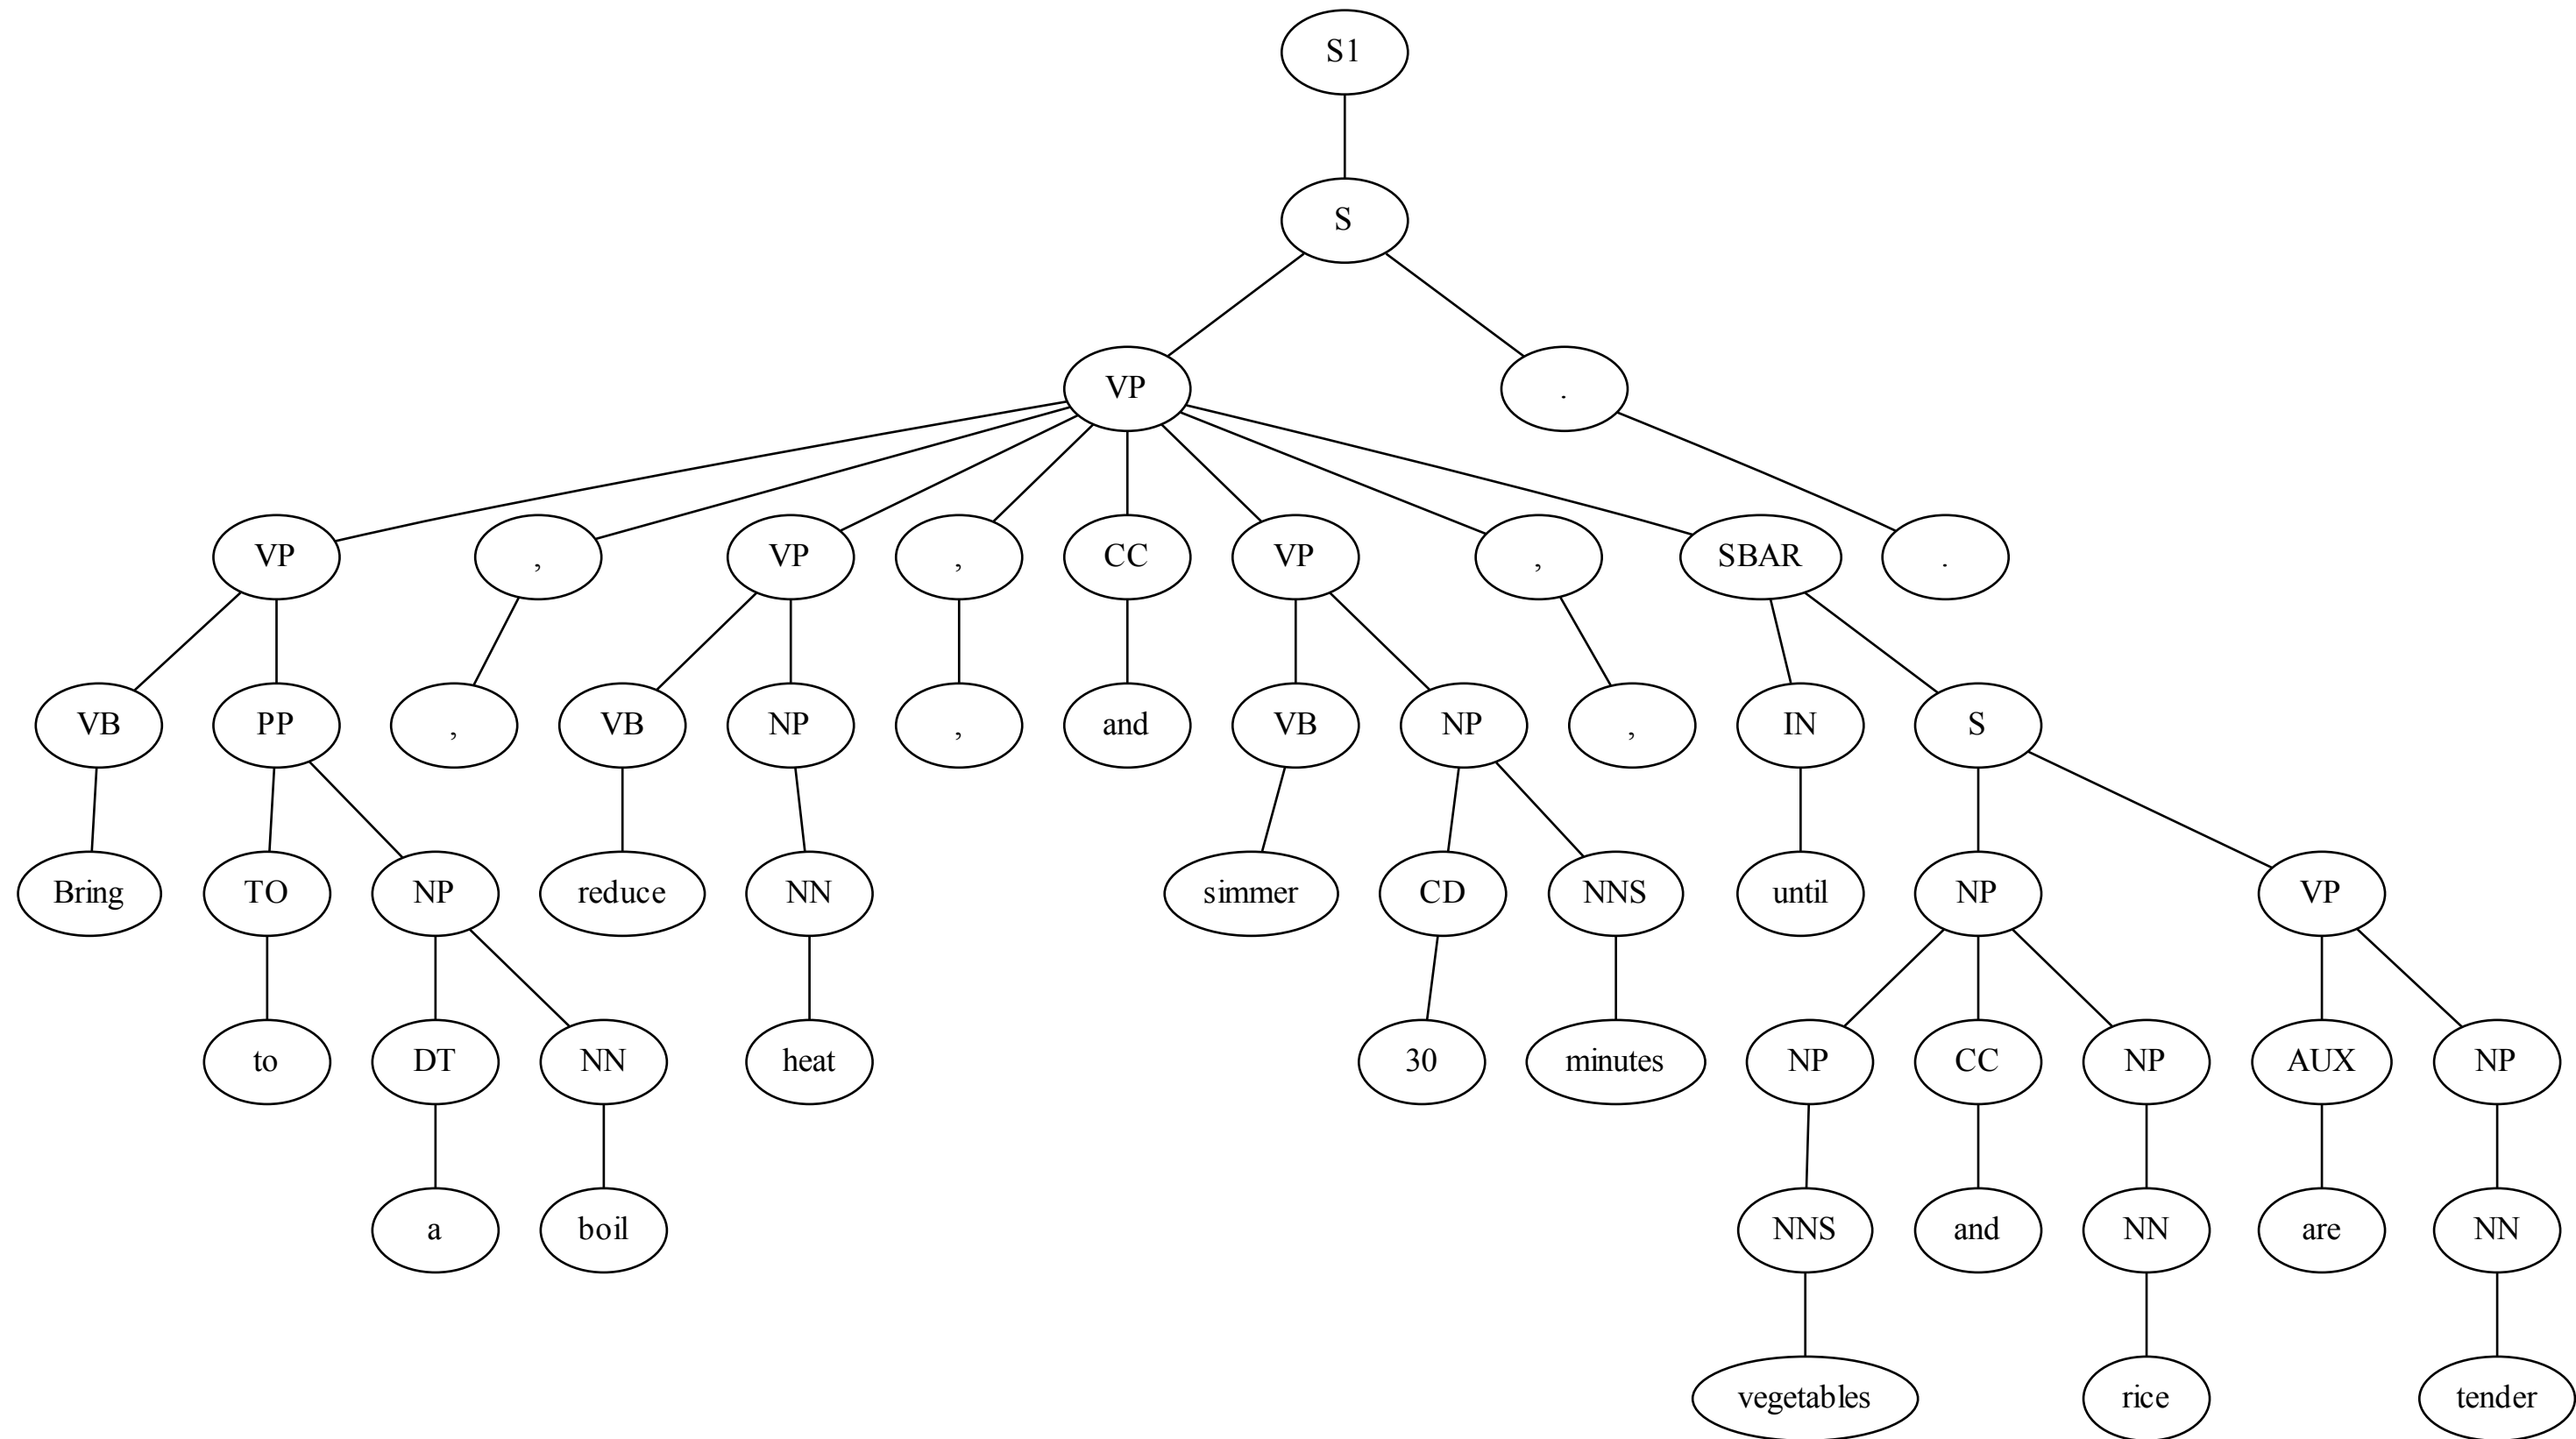 S1
S
VP .
VP , VP , CC VP , SBAR .
VB PP , VB NP , and VB NP , IN S
Bring TO NP reduce NN simmer CD NNS until NP VP
to DT NN heat 30 minutes NP CC NP AUX NP
a boil NNS and NN are NN
vegetables rice tender